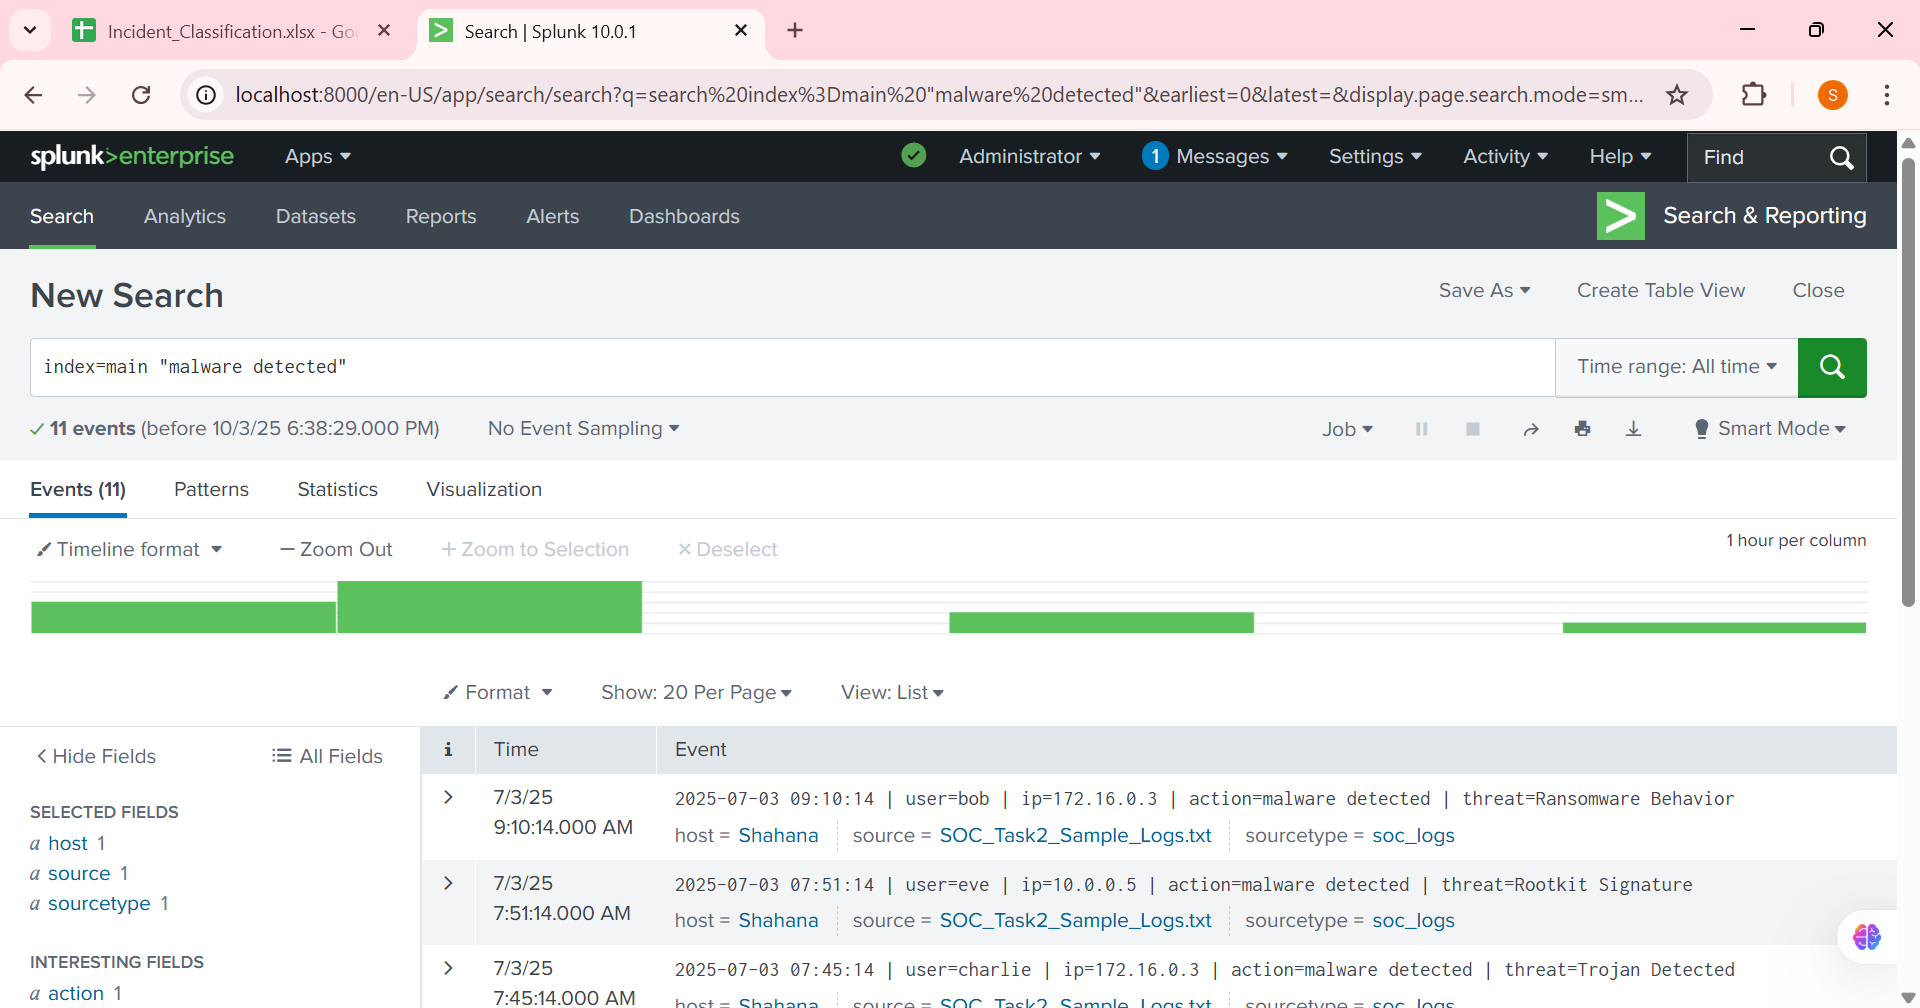 Incident_Classification.xlsx - Goo
Search | Splunk 10.0.1
localhost:8000/en-US/app/search/search?q=search%20index%3Dmain%20"malware%20detected"&earliest=0&latest=&display.page.search.mode=sm...
S
splunk>enterprise Apps
Administrator 1 Messages Settings Activity Help Find
Search Analytics Datasets Reports Alerts Dashboards
Search & Reporting
New Search
Save As Create Table View Close
index=main "malware detected"
Time range: All time
11 events (before 10/3/25 6:38:29.000 PM) No Event Sampling
Job Smart Mode
Events (11) Patterns Statistics Visualization
Timeline format — Zoom Out + Zoom to Selection × Deselect
1 hour per column
Format Show: 20 Per Page View: List
< Hide Fields All Fields
i Time Event
SELECTED FIELDS
a host 1
a source 1
a sourcetype 1
INTERESTING FIELDS
a action 1
7/3/25
9:10:14.000 AM
2025-07-03 09:10:14 | user=bob | ip=172.16.0.3 | action=malware detected | threat=Ransomware Behavior
host = Shahana source = SOC_Task2_Sample_Logs.txt sourcetype = soc_logs
7/3/25
7:51:14.000 AM
2025-07-03 07:51:14 | user=eve | ip=10.0.0.5 | action=malware detected | threat=Rootkit Signature
host = Shahana source = SOC_Task2_Sample_Logs.txt sourcetype = soc_logs
7/3/25
7:45:14.000 AM
2025-07-03 07:45:14 | user=charlie | ip=172.16.0.3 | action=malware detected | threat=Trojan Detected
host = Shahana source = SOC_Task2_Sample_Logs.txt sourcetype = soc_logs